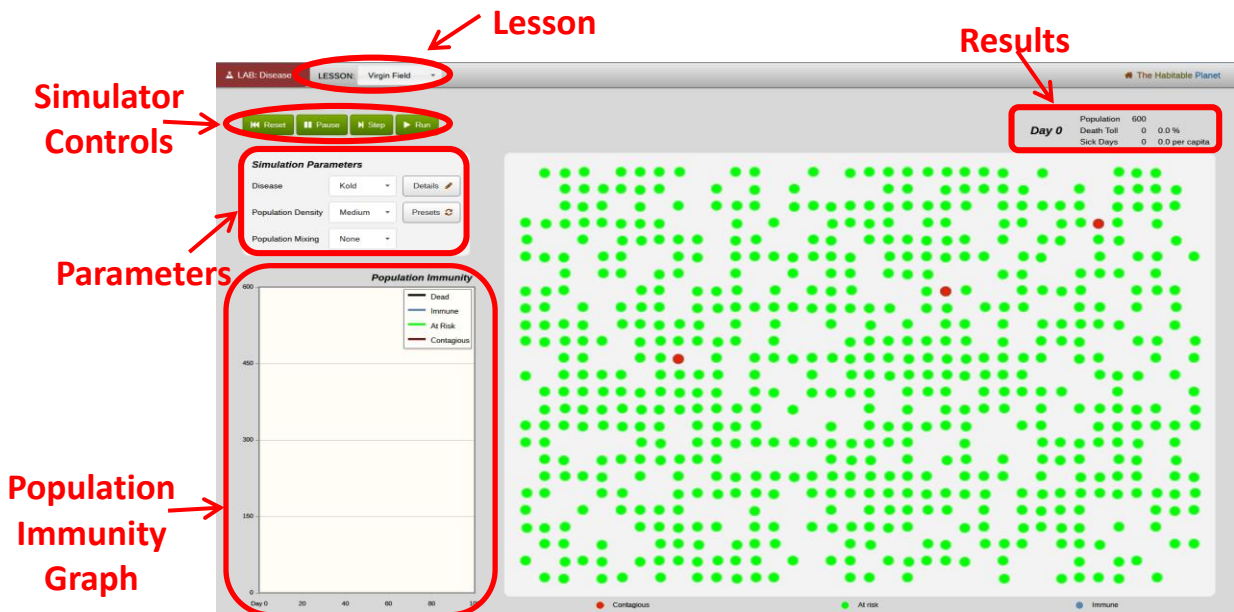 Lesson
Results
LAB: Disease
LESSON: Virgin Field
The Habitable Planet
Simulator
Controls
Reset
Pause
Step
Run
Day 0
Population 600
Death Toll 0 0.0 %
Sick Days 0 0.0 per capita
Simulation Parameters
Disease Kold Details
Population Density Medium Presets
Population Mixing None
Parameters
Population Immunity
600
Dead
Immune
At Risk
Contagious
450
300
150
0
Day 0 20 40 60 80 10
Population
Immunity
Graph
Contagious
At risk
Immune